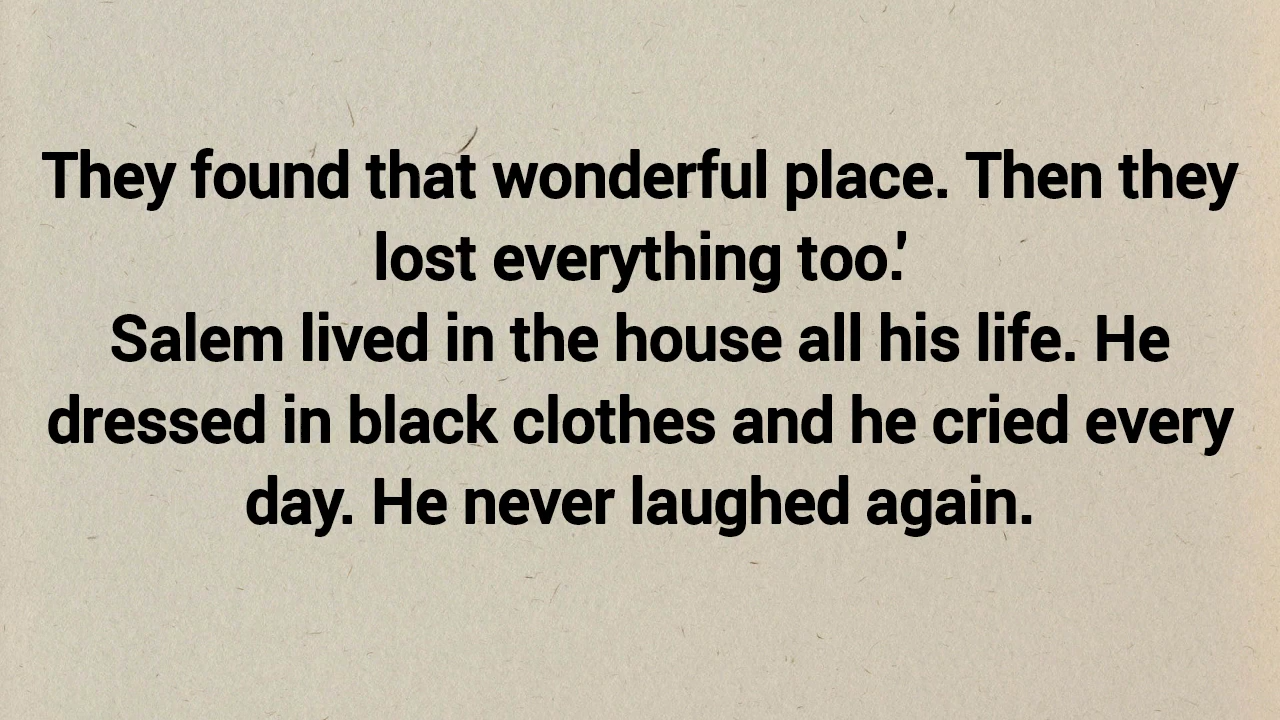 They found that wonderful place. Then they
lost everything too.'
Salem lived in the house all his life. He
dressed in black clothes and he cried every
day. He never laughed again.